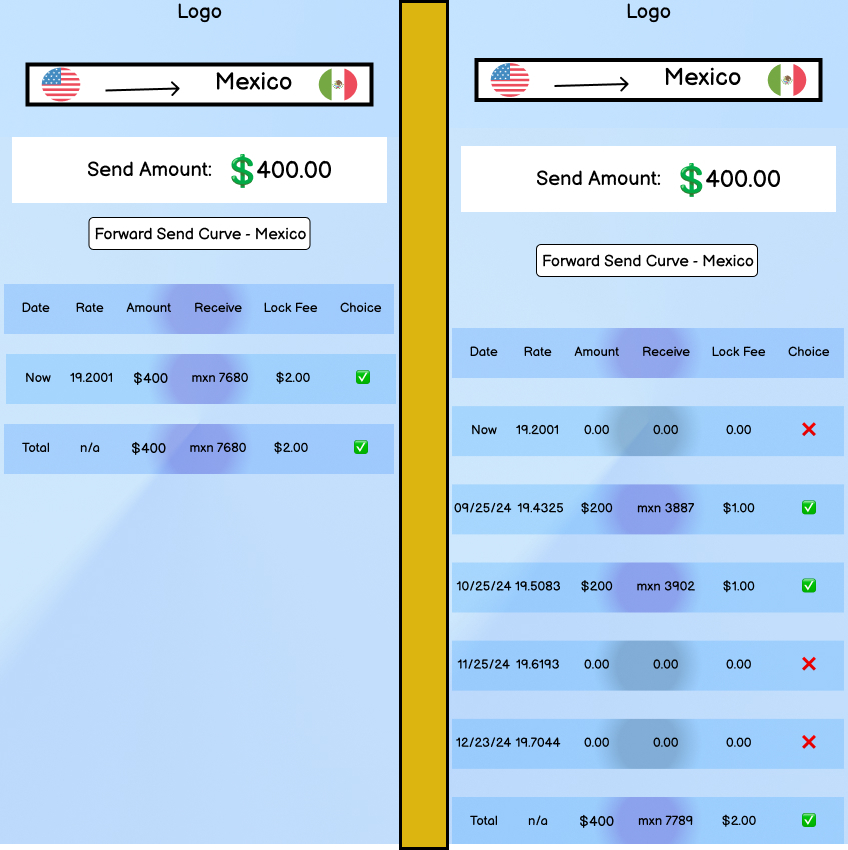 Logo
Mexico
Send Amount: $400.00
Forward Send Curve - Mexico
Date Rate Amount Receive Lock Fee Choice
Now 19.2001 $400 mxn 7680 $2.00 ✅
Total n/a $400 mxn 7680 $2.00 ✅
Logo
Mexico
Send Amount: $400.00
Forward Send Curve - Mexico
Date Rate Amount Receive Lock Fee Choice
Now 19.2001 0.00 0.00 0.00 ❌
09/25/24 19.4325 $200 mxn 3887 $1.00 ✅
10/25/24 19.5083 $200 mxn 3902 $1.00 ✅
11/25/24 19.6193 0.00 0.00 0.00 ❌
12/23/24 19.7044 0.00 0.00 0.00 ❌
Total n/a $400 mxn 7789 $2.00 ✅